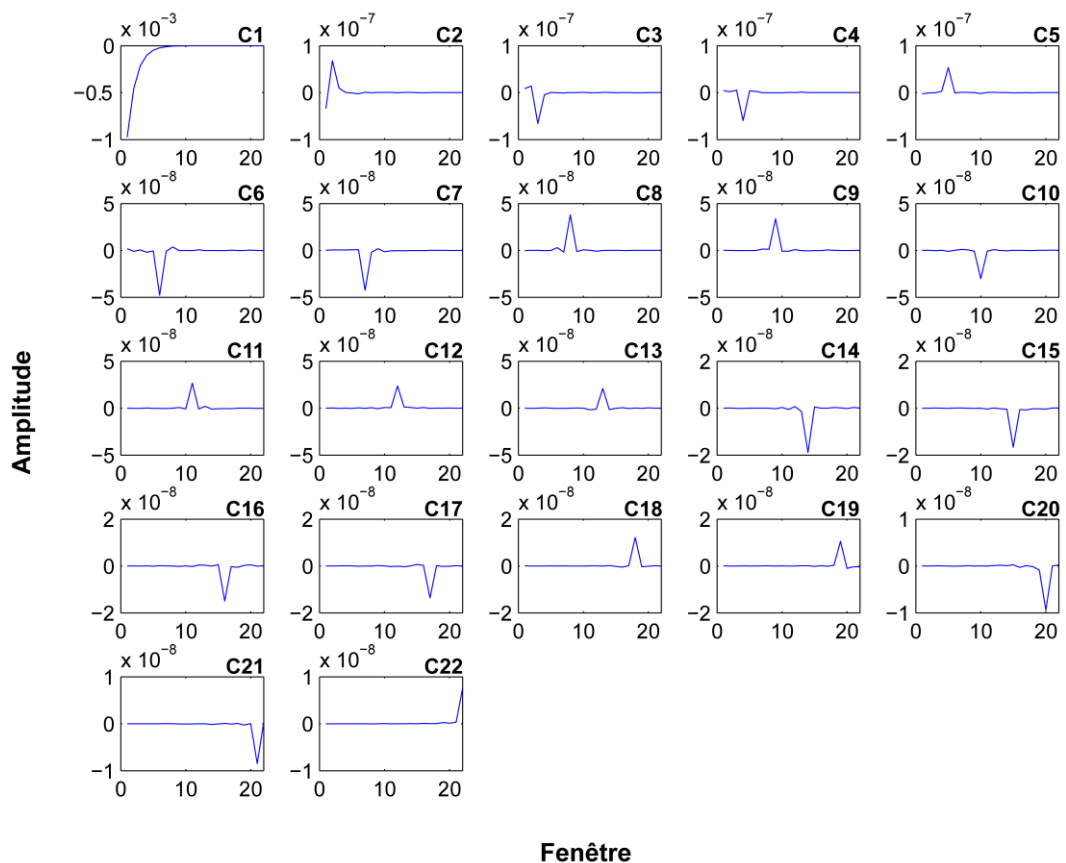 x 10⁻³ C1
0
−0.5
−1
0 10 20
x 10⁻⁷ C2
1
0
−1
0 10 20
x 10⁻⁷ C3
1
0
−1
0 10 20
x 10⁻⁷ C4
1
0
−1
0 10 20
x 10⁻⁷ C5
1
0
−1
0 10 20
x 10⁻⁸ C6
5
0
−5
0 10 20
x 10⁻⁸ C7
5
0
−5
0 10 20
x 10⁻⁸ C8
5
0
−5
0 10 20
x 10⁻⁸ C9
5
0
−5
0 10 20
x 10⁻⁸ C10
5
0
−5
0 10 20
Amplitude
x 10⁻⁸ C11
5
0
−5
0 10 20
x 10⁻⁸ C12
5
0
−5
0 10 20
x 10⁻⁸ C13
5
0
−5
0 10 20
x 10⁻⁸ C14
2
0
−2
0 10 20
x 10⁻⁸ C15
2
0
−2
0 10 20
x 10⁻⁸ C16
2
0
−2
0 10 20
x 10⁻⁸ C17
2
0
−2
0 10 20
x 10⁻⁸ C18
2
0
−2
0 10 20
x 10⁻⁸ C19
2
0
−2
0 10 20
x 10⁻⁸ C20
1
0
−1
0 10 20
x 10⁻⁸ C21
1
0
−1
0 10 20
x 10⁻⁸ C22
1
0
−1
0 10 20
Fenêtre